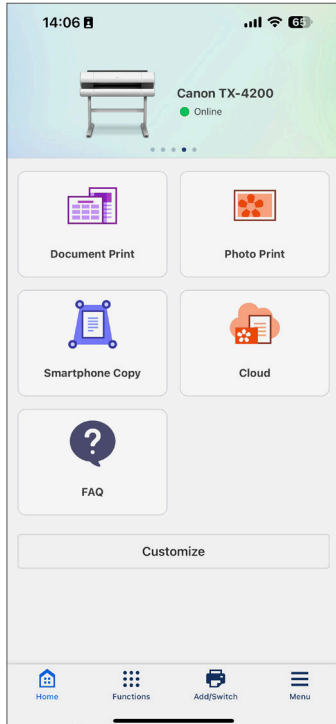 14:06
65
Canon TX-4200
Online
Document Print
Photo Print
Smartphone Copy
Cloud
?
FAQ
Customize
Home
Functions
Add/Switch
Menu